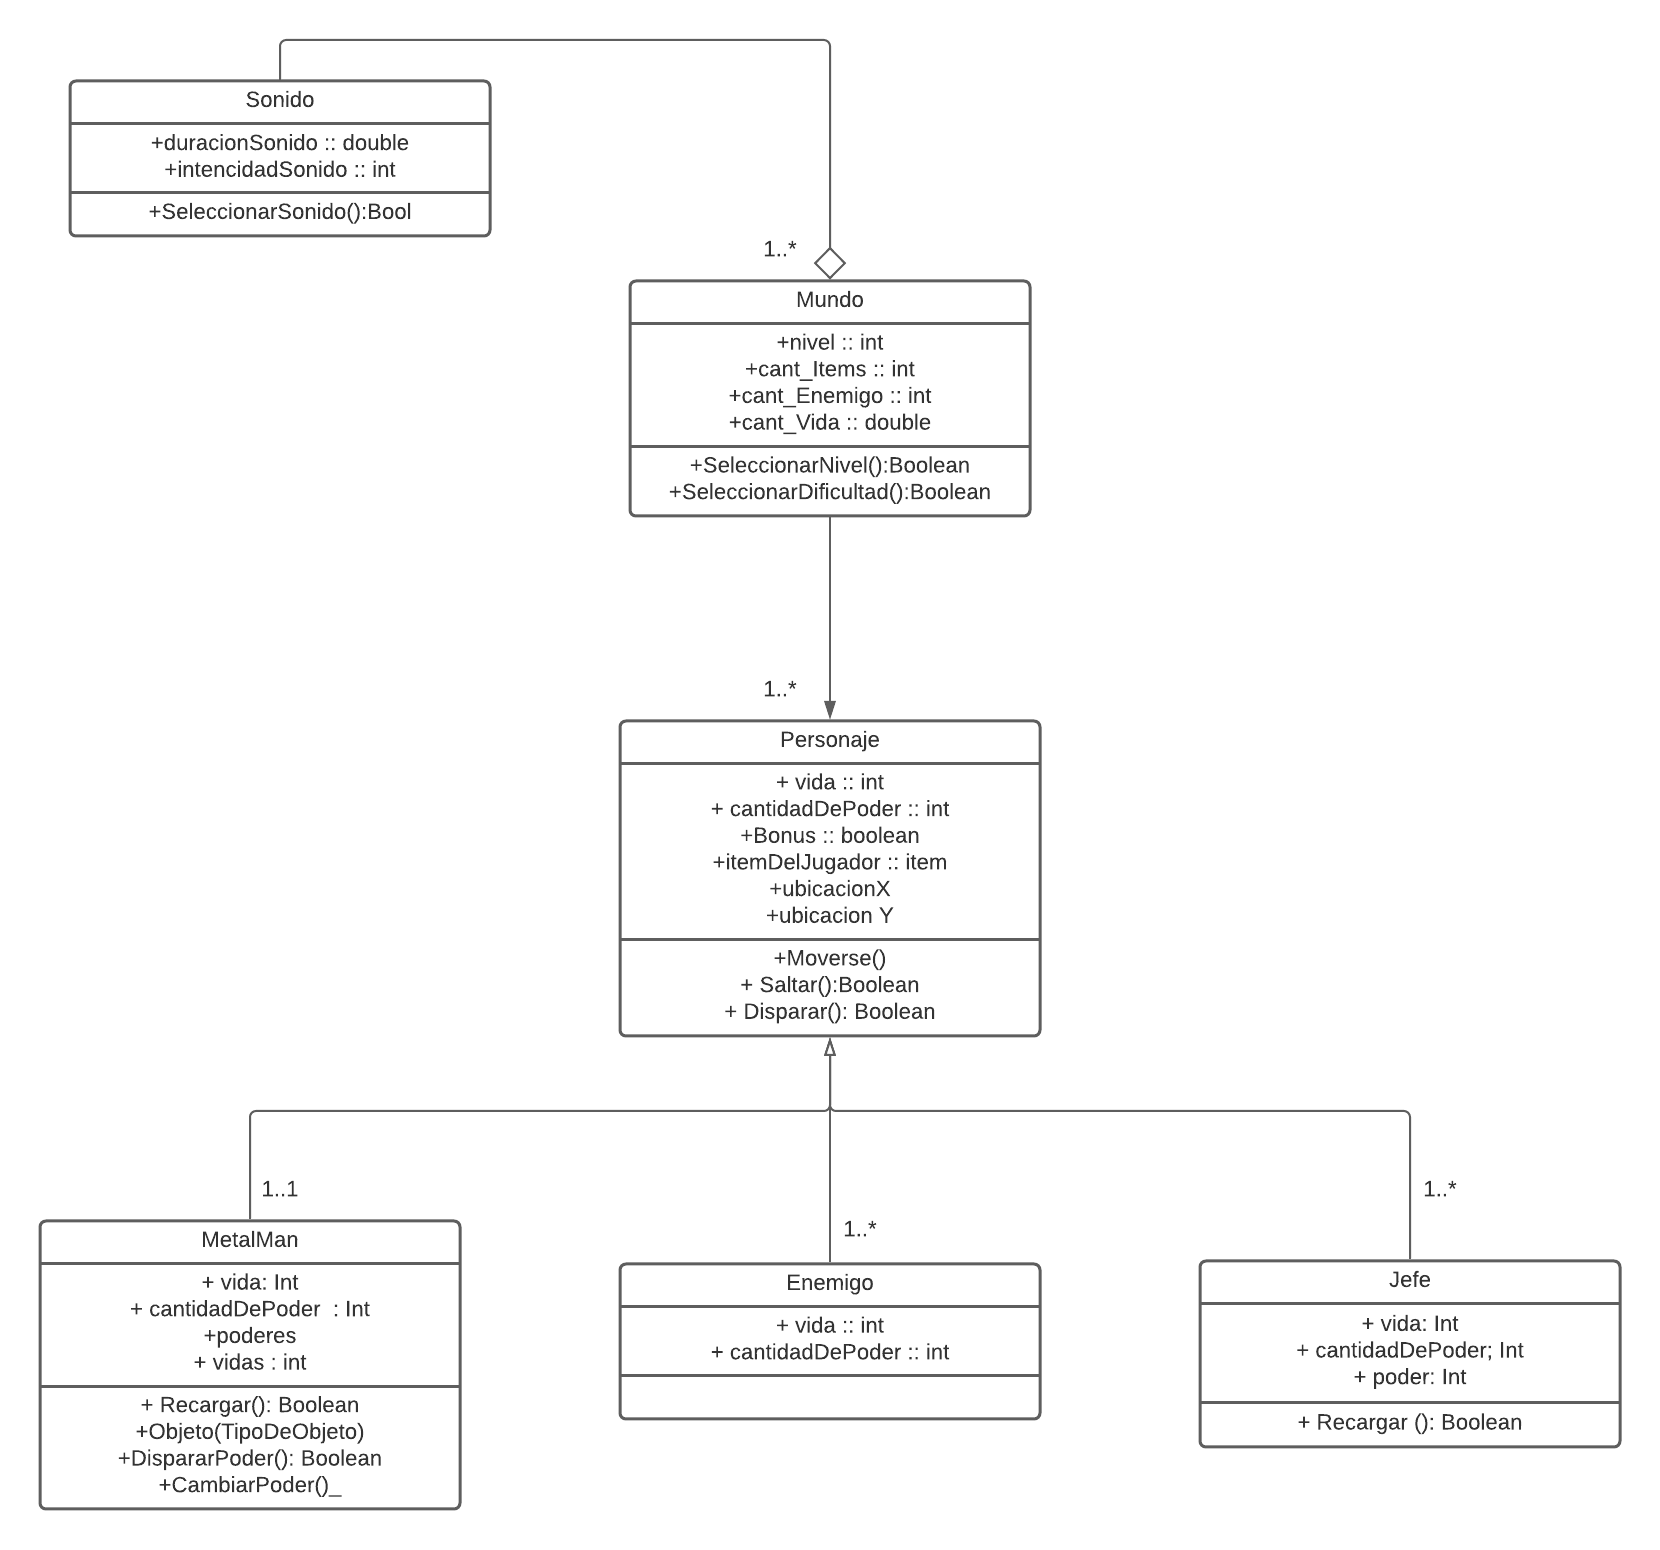 Sonido
+duracionSonido :: double
+intencidadSonido :: int
+SeleccionarSonido():Bool
1..*
Mundo
+nivel :: int
+cant_Items :: int
+cant_Enemigo :: int
+cant_Vida :: double
+SeleccionarNivel():Boolean
+SeleccionarDificultad():Boolean
1..*
Personaje
+ vida :: int
+ cantidadDePoder :: int
+Bonus :: boolean
+itemDelJugador :: item
+ubicacionX
+ubicacion Y
+Moverse()
+ Saltar():Boolean
+ Disparar(): Boolean
1..1
MetalMan
+ vida: Int
+ cantidadDePoder  : Int
+poderes
+ vidas : int
+ Recargar(): Boolean
+Objeto(TipoDeObjeto)
+DispararPoder(): Boolean
+CambiarPoder()_
1..*
Enemigo
+ vida :: int
+ cantidadDePoder :: int
1..*
Jefe
+ vida: Int
+ cantidadDePoder; Int
+ poder: Int
+ Recargar (): Boolean